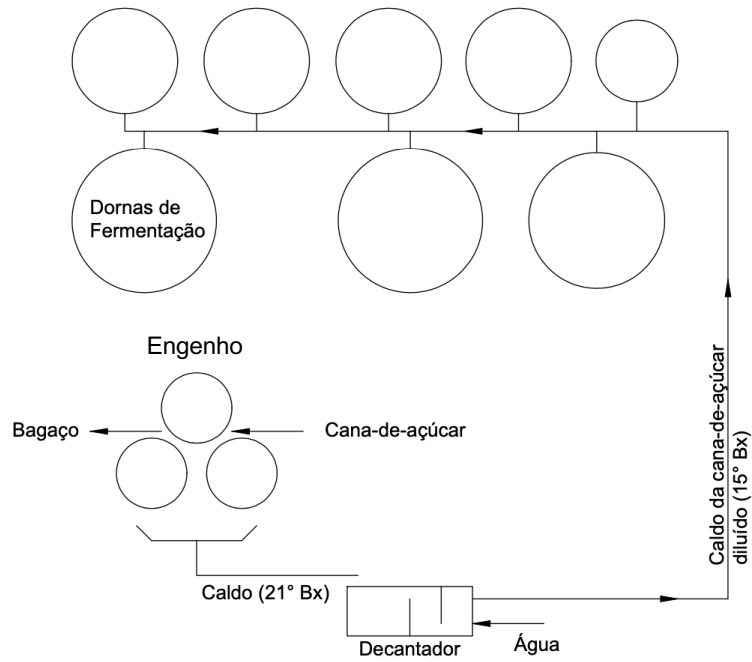 Dornas de
Fermentação
Engenho
Bagaço
Cana-de-açúcar
Caldo (21° Bx)
Decantador
Água
Caldo da cana-de-açúcar
diluído (15° Bx)